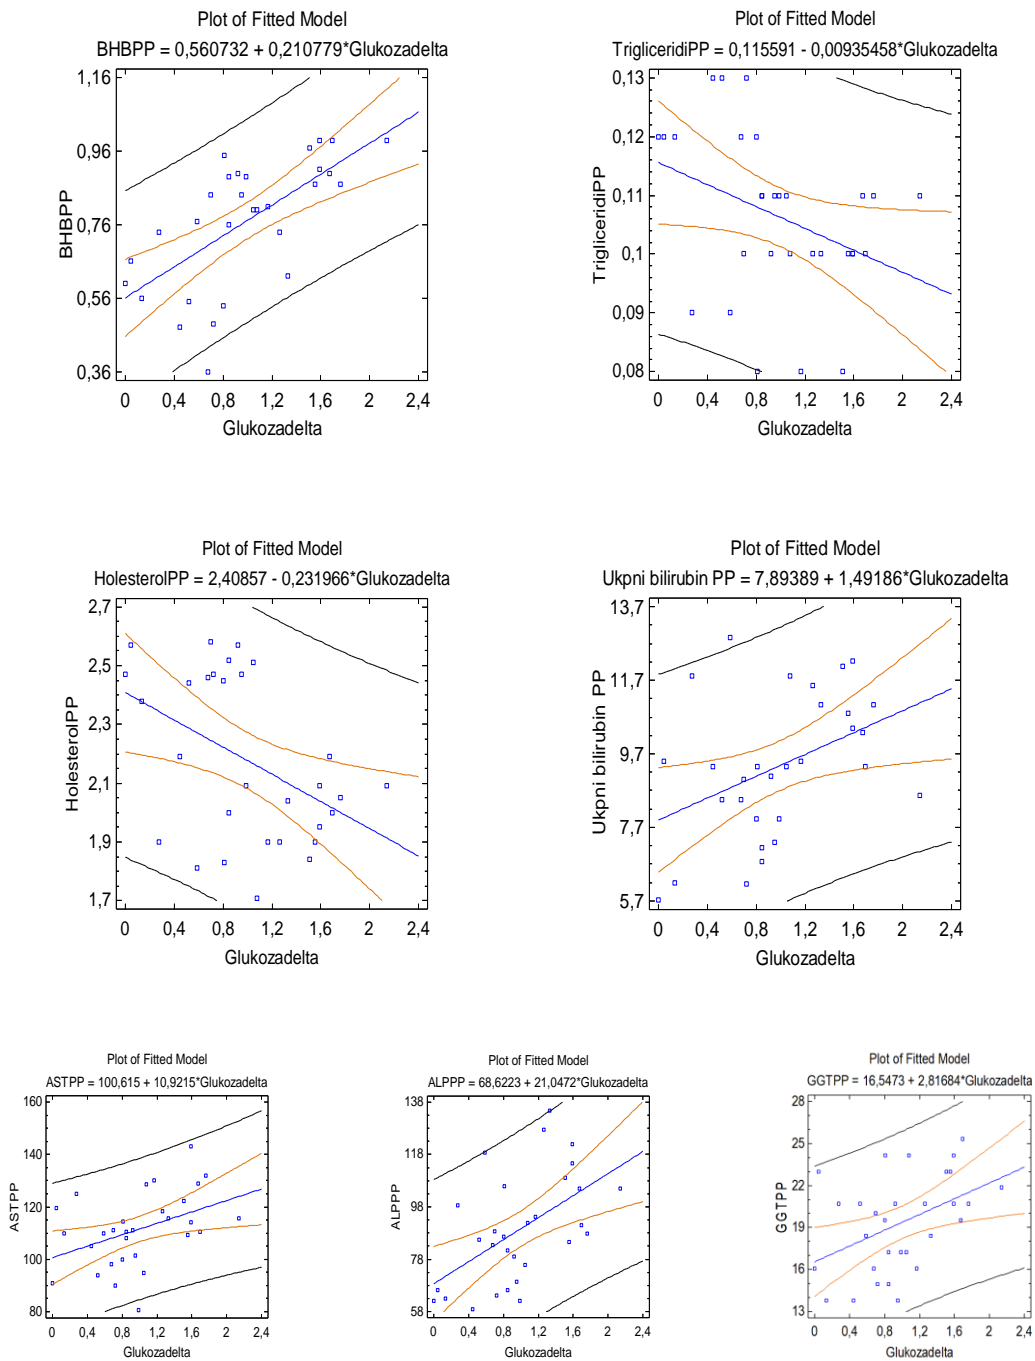 Plot of Fitted Model
BHBPP = 0,560732 + 0,210779*Glukozadelta
1,16
0,96
0,76
0,56
0,36
BHBPP
0 0,4 0,8 1,2 1,6 2 2,4
Glukozadelta
Plot of Fitted Model
TrigliceridiPP = 0,115591 - 0,00935458*Glukozadelta
0,13
0,12
0,11
0,1
0,09
0,08
TrigliceridiPP
0 0,4 0,8 1,2 1,6 2 2,4
Glukozadelta
Plot of Fitted Model
HolesterolPP = 2,40857 - 0,231966*Glukozadelta
2,7
2,5
2,3
2,1
1,9
1,7
HolesterolPP
0 0,4 0,8 1,2 1,6 2 2,4
Glukozadelta
Plot of Fitted Model
Ukpni bilirubin PP = 7,89389 + 1,49186*Glukozadelta
13,7
11,7
9,7
7,7
5,7
Ukpni bilirubin PP
0 0,4 0,8 1,2 1,6 2 2,4
Glukozadelta
Plot of Fitted Model
ASTPP = 100,615 + 10,9215*Glukozadelta
160
140
120
100
80
ASTPP
0 0,4 0,8 1,2 1,6 2 2,4
Glukozadelta
Plot of Fitted Model
ALPPP = 68,6223 + 21,0472*Glukozadelta
138
118
98
78
58
ALPPP
0 0,4 0,8 1,2 1,6 2 2,4
Glukozadelta
Plot of Fitted Model
GGTPP = 16,5473 + 2,81684*Glukozadelta
28
25
22
19
16
13
GGTPP
0 0,4 0,8 1,2 1,6 2 2,4
Glukozadelta